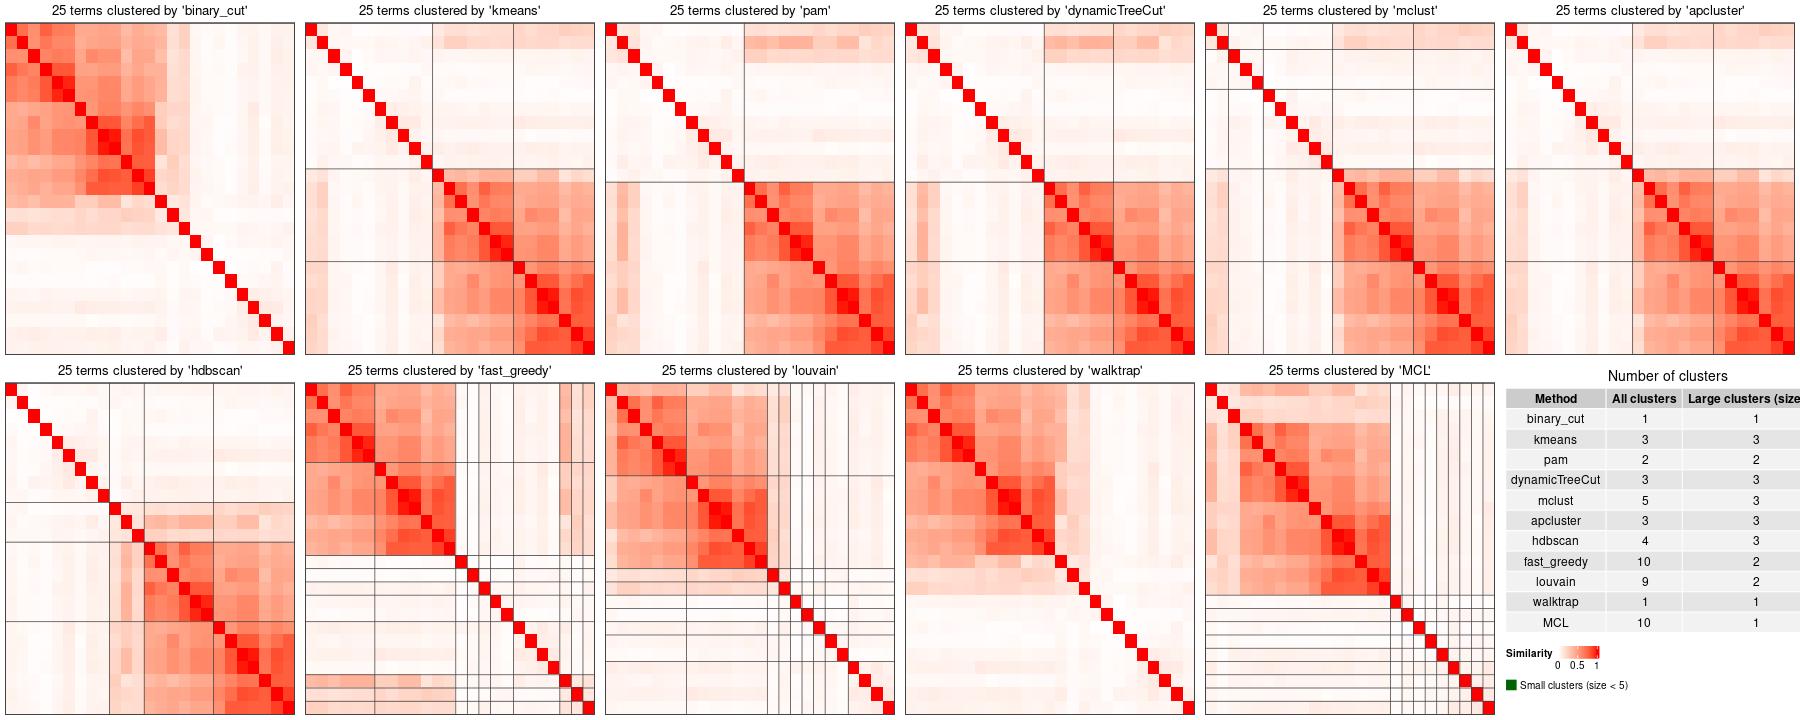 25 terms clustered by 'binary_cut'
25 terms clustered by 'kmeans'
25 terms clustered by 'pam'
25 terms clustered by 'dynamicTreeCut'
25 terms clustered by 'mclust'
25 terms clustered by 'apcluster'
25 terms clustered by 'hdbscan'
25 terms clustered by 'fast_greedy'
25 terms clustered by 'louvain'
25 terms clustered by 'walktrap'
25 terms clustered by 'MCL'
Number of clusters
Method All clusters Large clusters (size
binary_cut 1 1
kmeans 3 3
pam 2 2
dynamicTreeCut 3 3
mclust 5 3
apcluster 3 3
hdbscan 4 3
fast_greedy 10 2
louvain 9 2
walktrap 1 1
MCL 10 1
Similarity
0 0.5 1
Small clusters (size < 5)